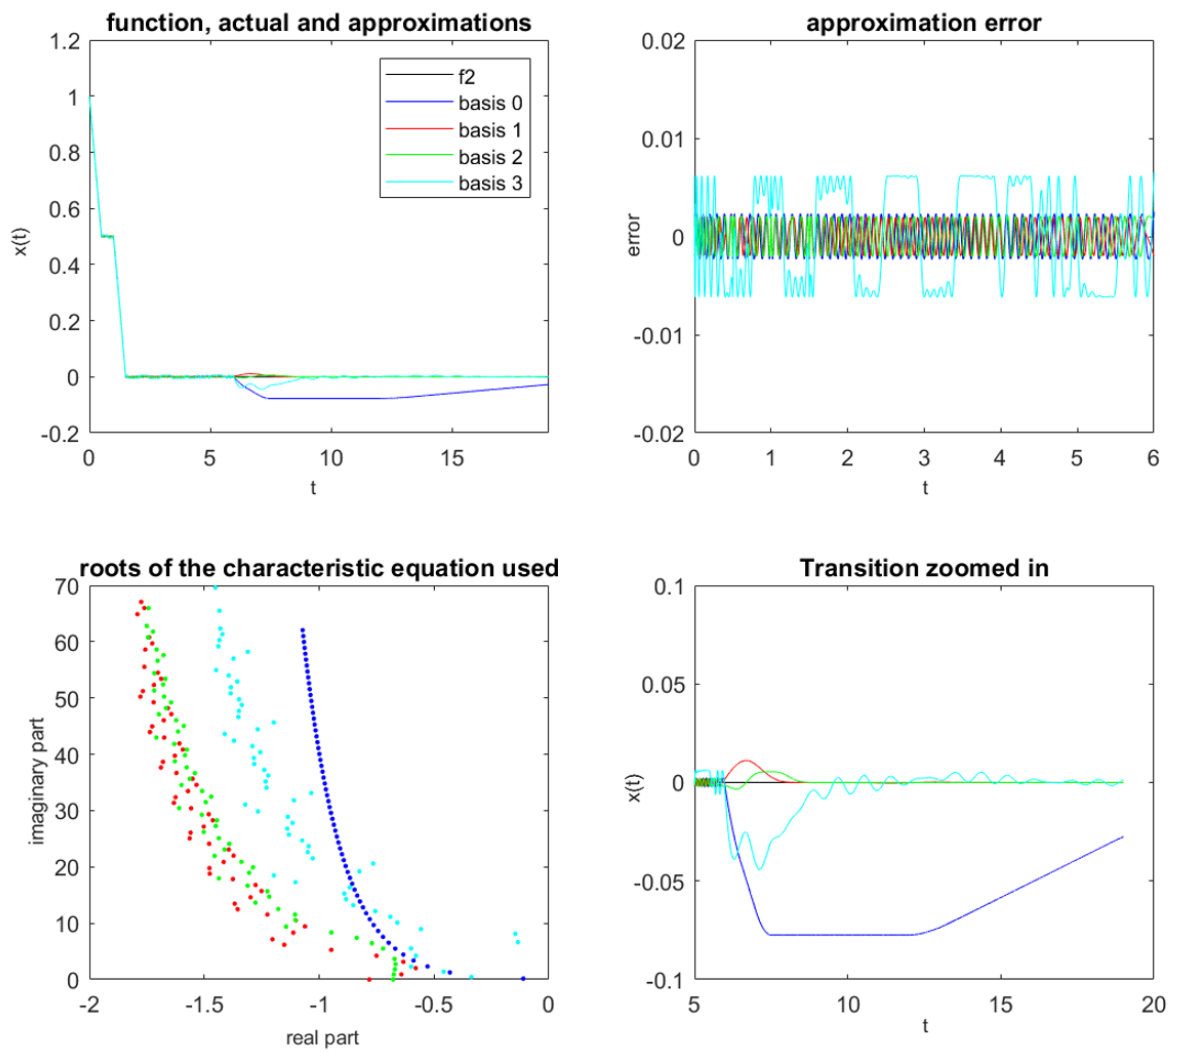 function, actual and approximations
1.2
1
0.8
0.6
0.4
0.2
0
-0.2
x(t)
0 5 10 15
t
f2
basis 0
basis 1
basis 2
basis 3
approximation error
0.02
0.01
0
-0.01
-0.02
error
0 1 2 3 4 5 6
t
roots of the characteristic equation used
70
60
50
40
30
20
10
0
imaginary part
-2 -1.5 -1 -0.5 0
real part
Transition zoomed in
0.1
0.05
0
-0.05
-0.1
x(t)
5 10 15 20
t